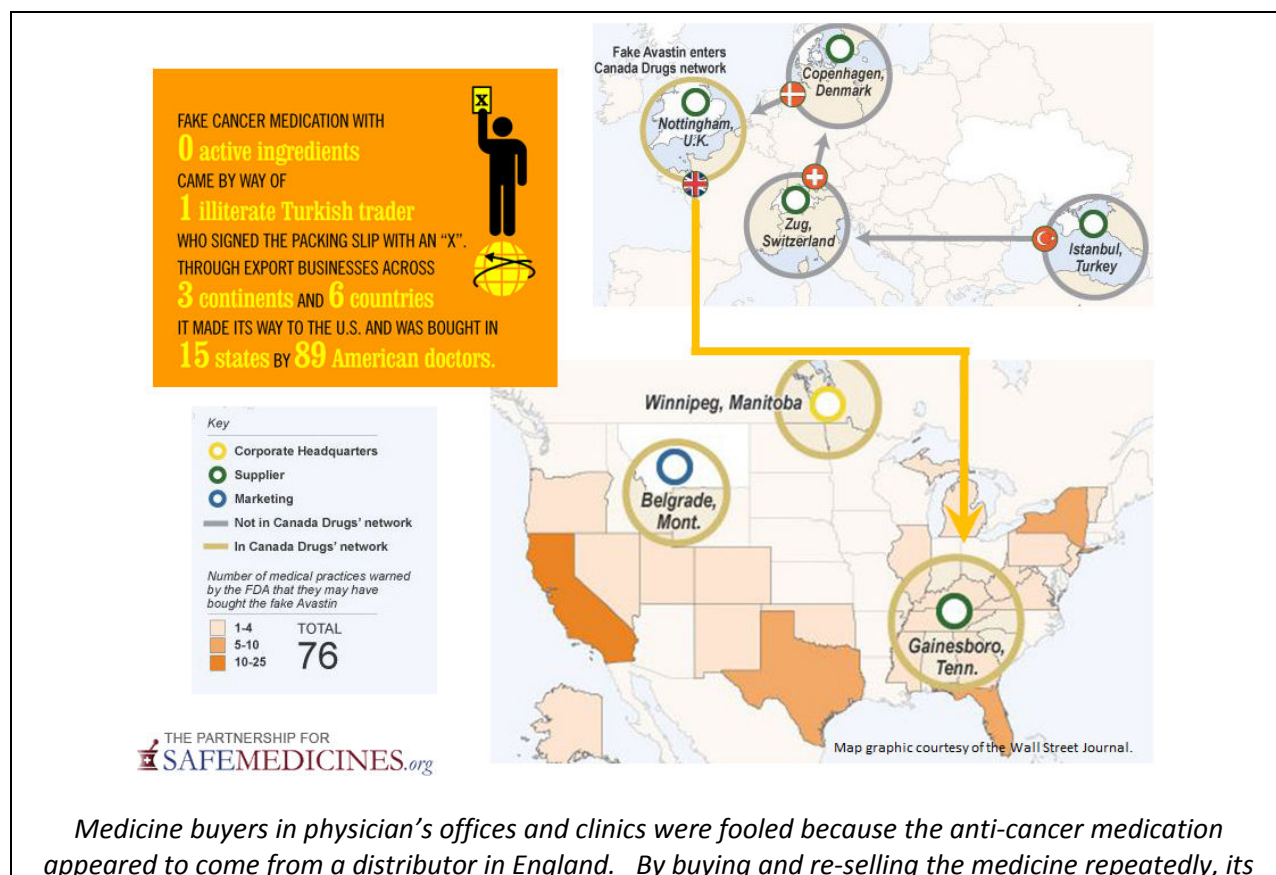 FAKE CANCER MEDICATION WITH
0 active ingredients
CAME BY WAY OF
1 illiterate Turkish trader
WHO SIGNED THE PACKING SLIP WITH AN “X”.
THROUGH EXPORT BUSINESSES ACROSS
3 continents AND 6 countries
IT MADE ITS WAY TO THE U.S. AND WAS BOUGHT IN
15 states BY 89 American doctors.
X
Fake Avastin enters
Canada Drugs network
Copenhagen,
Denmark
Nottingham,
U.K.
Zug,
Switzerland
Istanbul,
Turkey
Winnipeg, Manitoba
Belgrade,
Mont.
Gainesboro,
Tenn.
Map graphic courtesy of the Wall Street Journal.
Key
Corporate Headquarters
Supplier
Marketing
Not in Canada Drugs' network
In Canada Drugs' network
Number of medical practices warned
by the FDA that they may have
bought the fake Avastin
1-4
5-10
10-25
TOTAL
76
THE PARTNERSHIP FOR
SAFEMEDICINES.org
Medicine buyers in physician’s offices and clinics were fooled because the anti-cancer medication
appeared to come from a distributor in England. By buying and re-selling the medicine repeatedly, its